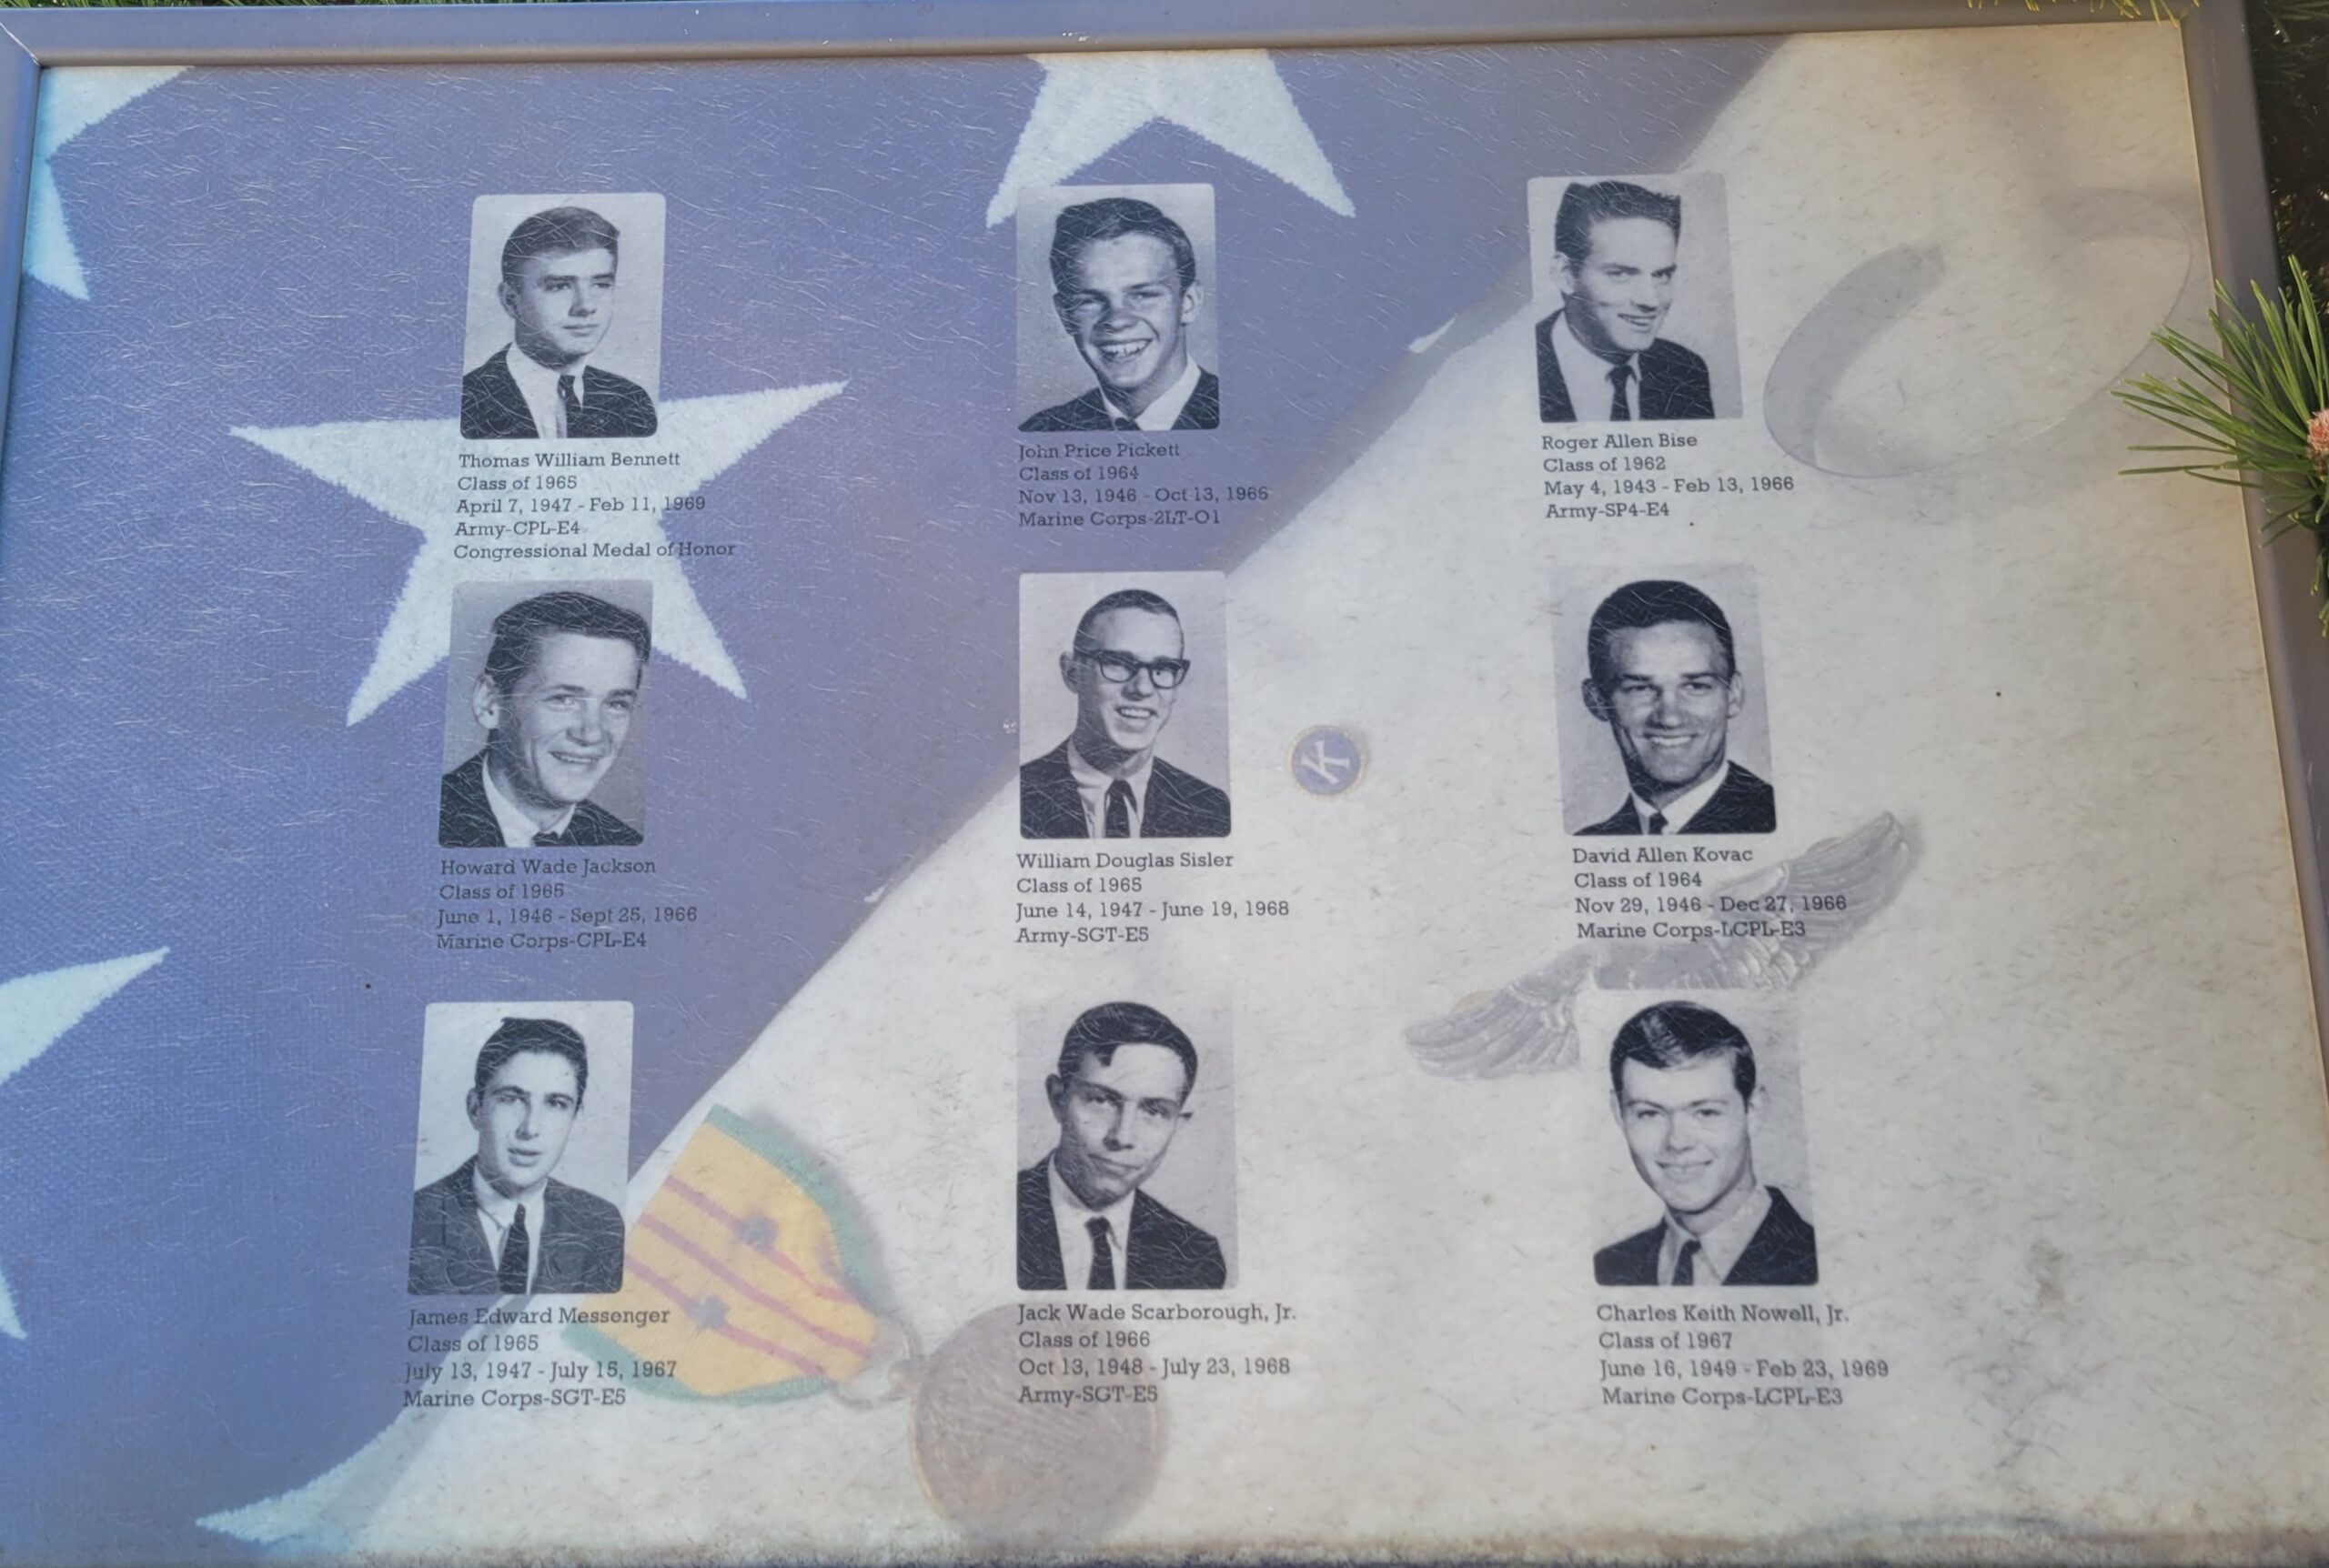 Thomas William Bennett
Class of 1965
April 7, 1947 - Feb 11, 1969
Army-CPL-E4
Congressional Medal of Honor
John Price Pickett
Class of 1964
Nov 13, 1946 - Oct 13, 1966
Marine Corps-2LT-O1
Roger Allen Bise
Class of 1962
May 4, 1943 - Feb 13, 1966
Army-SP4-E4
Howard Wade Jackson
Class of 1965
June 1, 1946 - Sept 25, 1966
Marine Corps-CPL-E4
William Douglas Sisler
Class of 1965
June 14, 1947 - June 19, 1968
Army-SGT-E5
David Allen Kovac
Class of 1964
Nov 29, 1946 - Dec 27, 1966
Marine Corps-LCPL-E3
James Edward Messenger
Class of 1965
July 13, 1947 - July 15, 1967
Marine Corps-SGT-E5
Jack Wade Scarborough, Jr.
Class of 1966
Oct 13, 1948 - July 23, 1968
Army-SGT-E5
Charles Keith Nowell, Jr.
Class of 1967
June 16, 1949 - Feb 23, 1969
Marine Corps-LCPL-E3